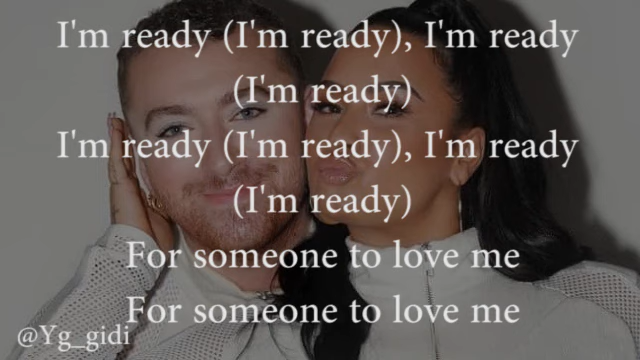 I'm ready (I'm ready), I'm ready
(I'm ready)
I'm ready (I'm ready), I'm ready
(I'm ready)
For someone to love me
For someone to love me
@Yg_gidi